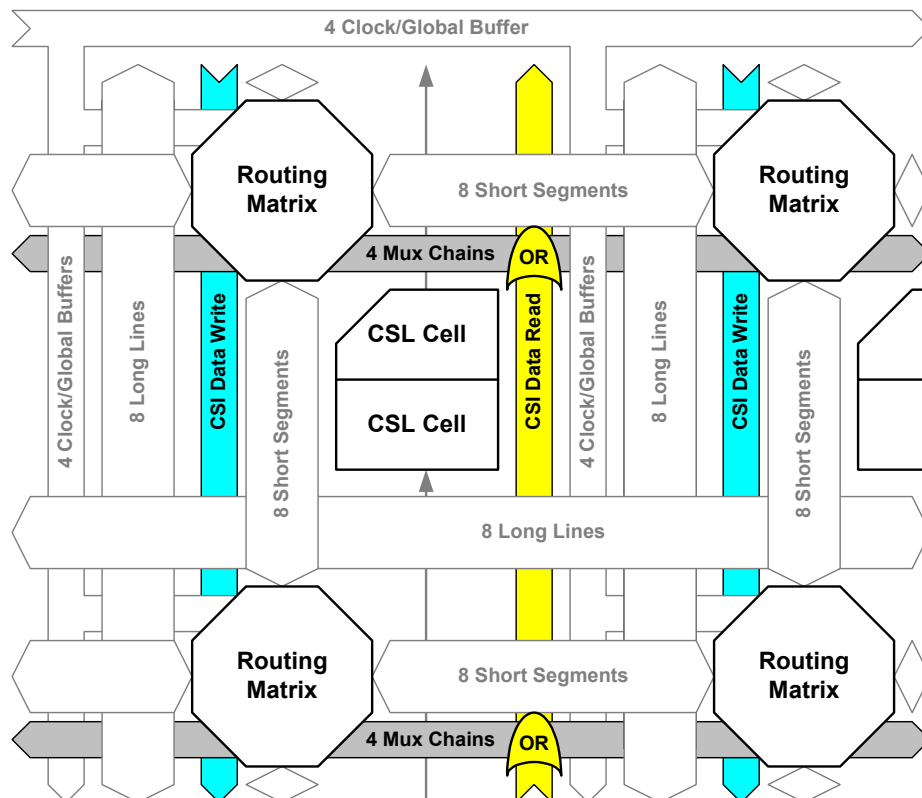 4 Clock/Global Buffer
Routing
Matrix
8 Short Segments
Routing
Matrix
4 Mux Chains
OR
4 Clock/Global Buffers
8 Long Lines
CSI Data Write
8 Short Segments
CSL Cell
CSL Cell
CSI Data Read
4 Clock/Global Buffers
8 Long Lines
CSI Data Write
8 Short Segments
8 Long Lines
Routing
Matrix
8 Short Segments
Routing
Matrix
4 Mux Chains
OR